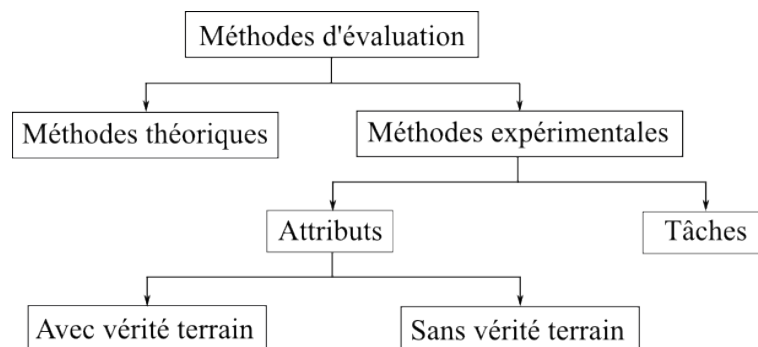 Méthodes d'évaluation
Méthodes théoriques
Méthodes expérimentales
Attributs
Tâches
Avec vérité terrain
Sans vérité terrain